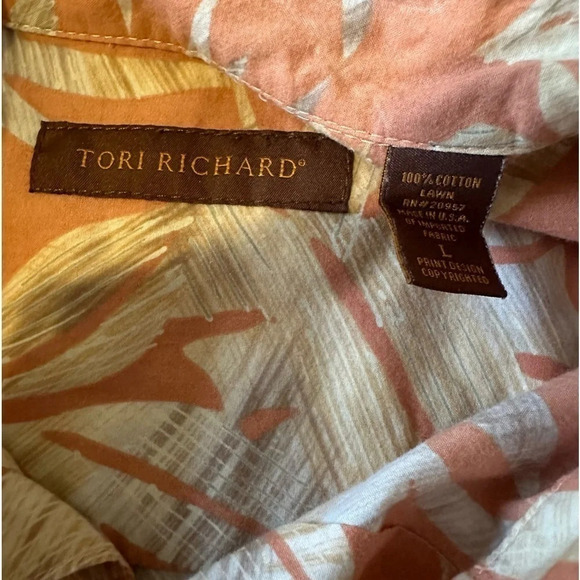 TORI RICHARD®
100% COTTON
LAWN
RN#20957
MADE IN U.S.A.
OF IMPORTED
FABRIC
L
PRINT DESIGN
COPYRIGHTED